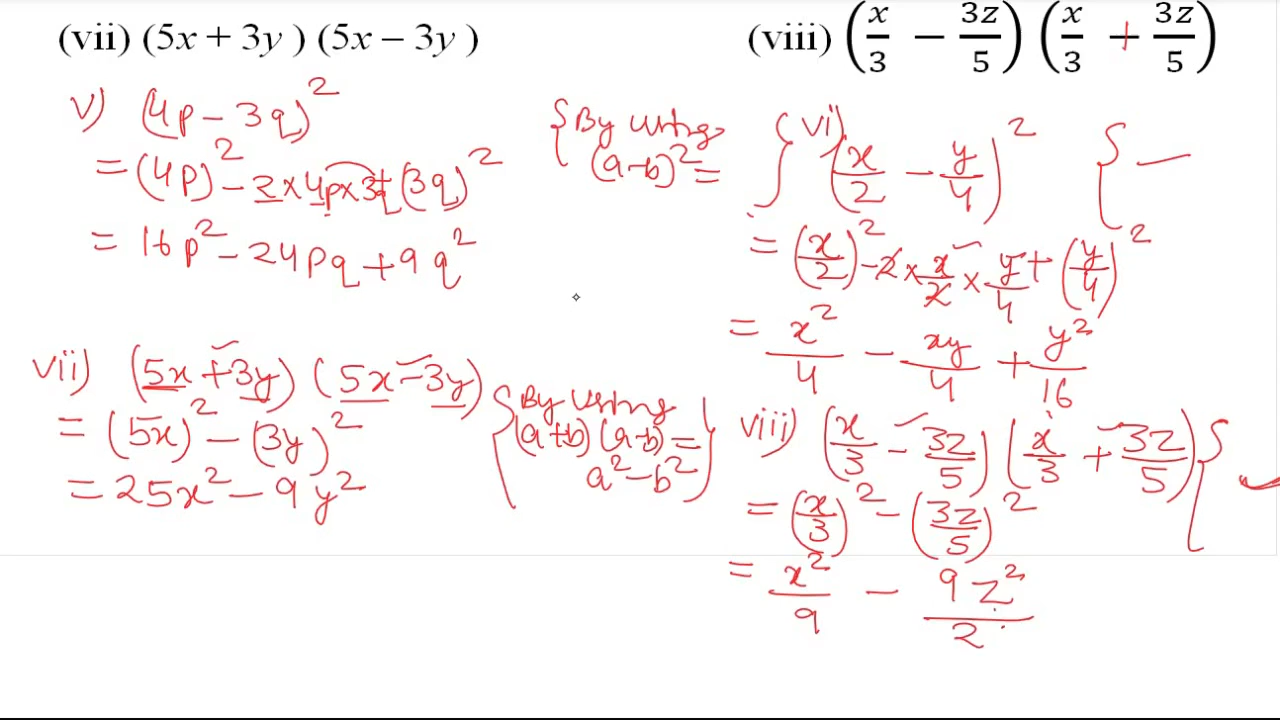 (vii) (5x + 3y ) (5x − 3y )
(viii) (x/3 − 3z/5) (x/3 + 3z/5)
v) (4p − 3q)²
{By using (a−b)² = }
= (4p)² − 2×4p×3q+(3q)²
= 16p² − 24pq + 9q²
(vi) (x/2 − y/4)² {
= (x/2)² − 2 × x/2 × y/4 + (y/4)²
= x²/4 − xy/4 + y²/16
vii) (5x + 3y) (5x − 3y)
= (5x)² − (3y)²
= 25x² − 9y²
{By using
(a+b) (a−b) =
a² − b²}
viii) (x/3 − 3z/5) (x/3 + 3z/5) {
= (x/3)² − (3z/5)²
= x²/9 − 9z²/2